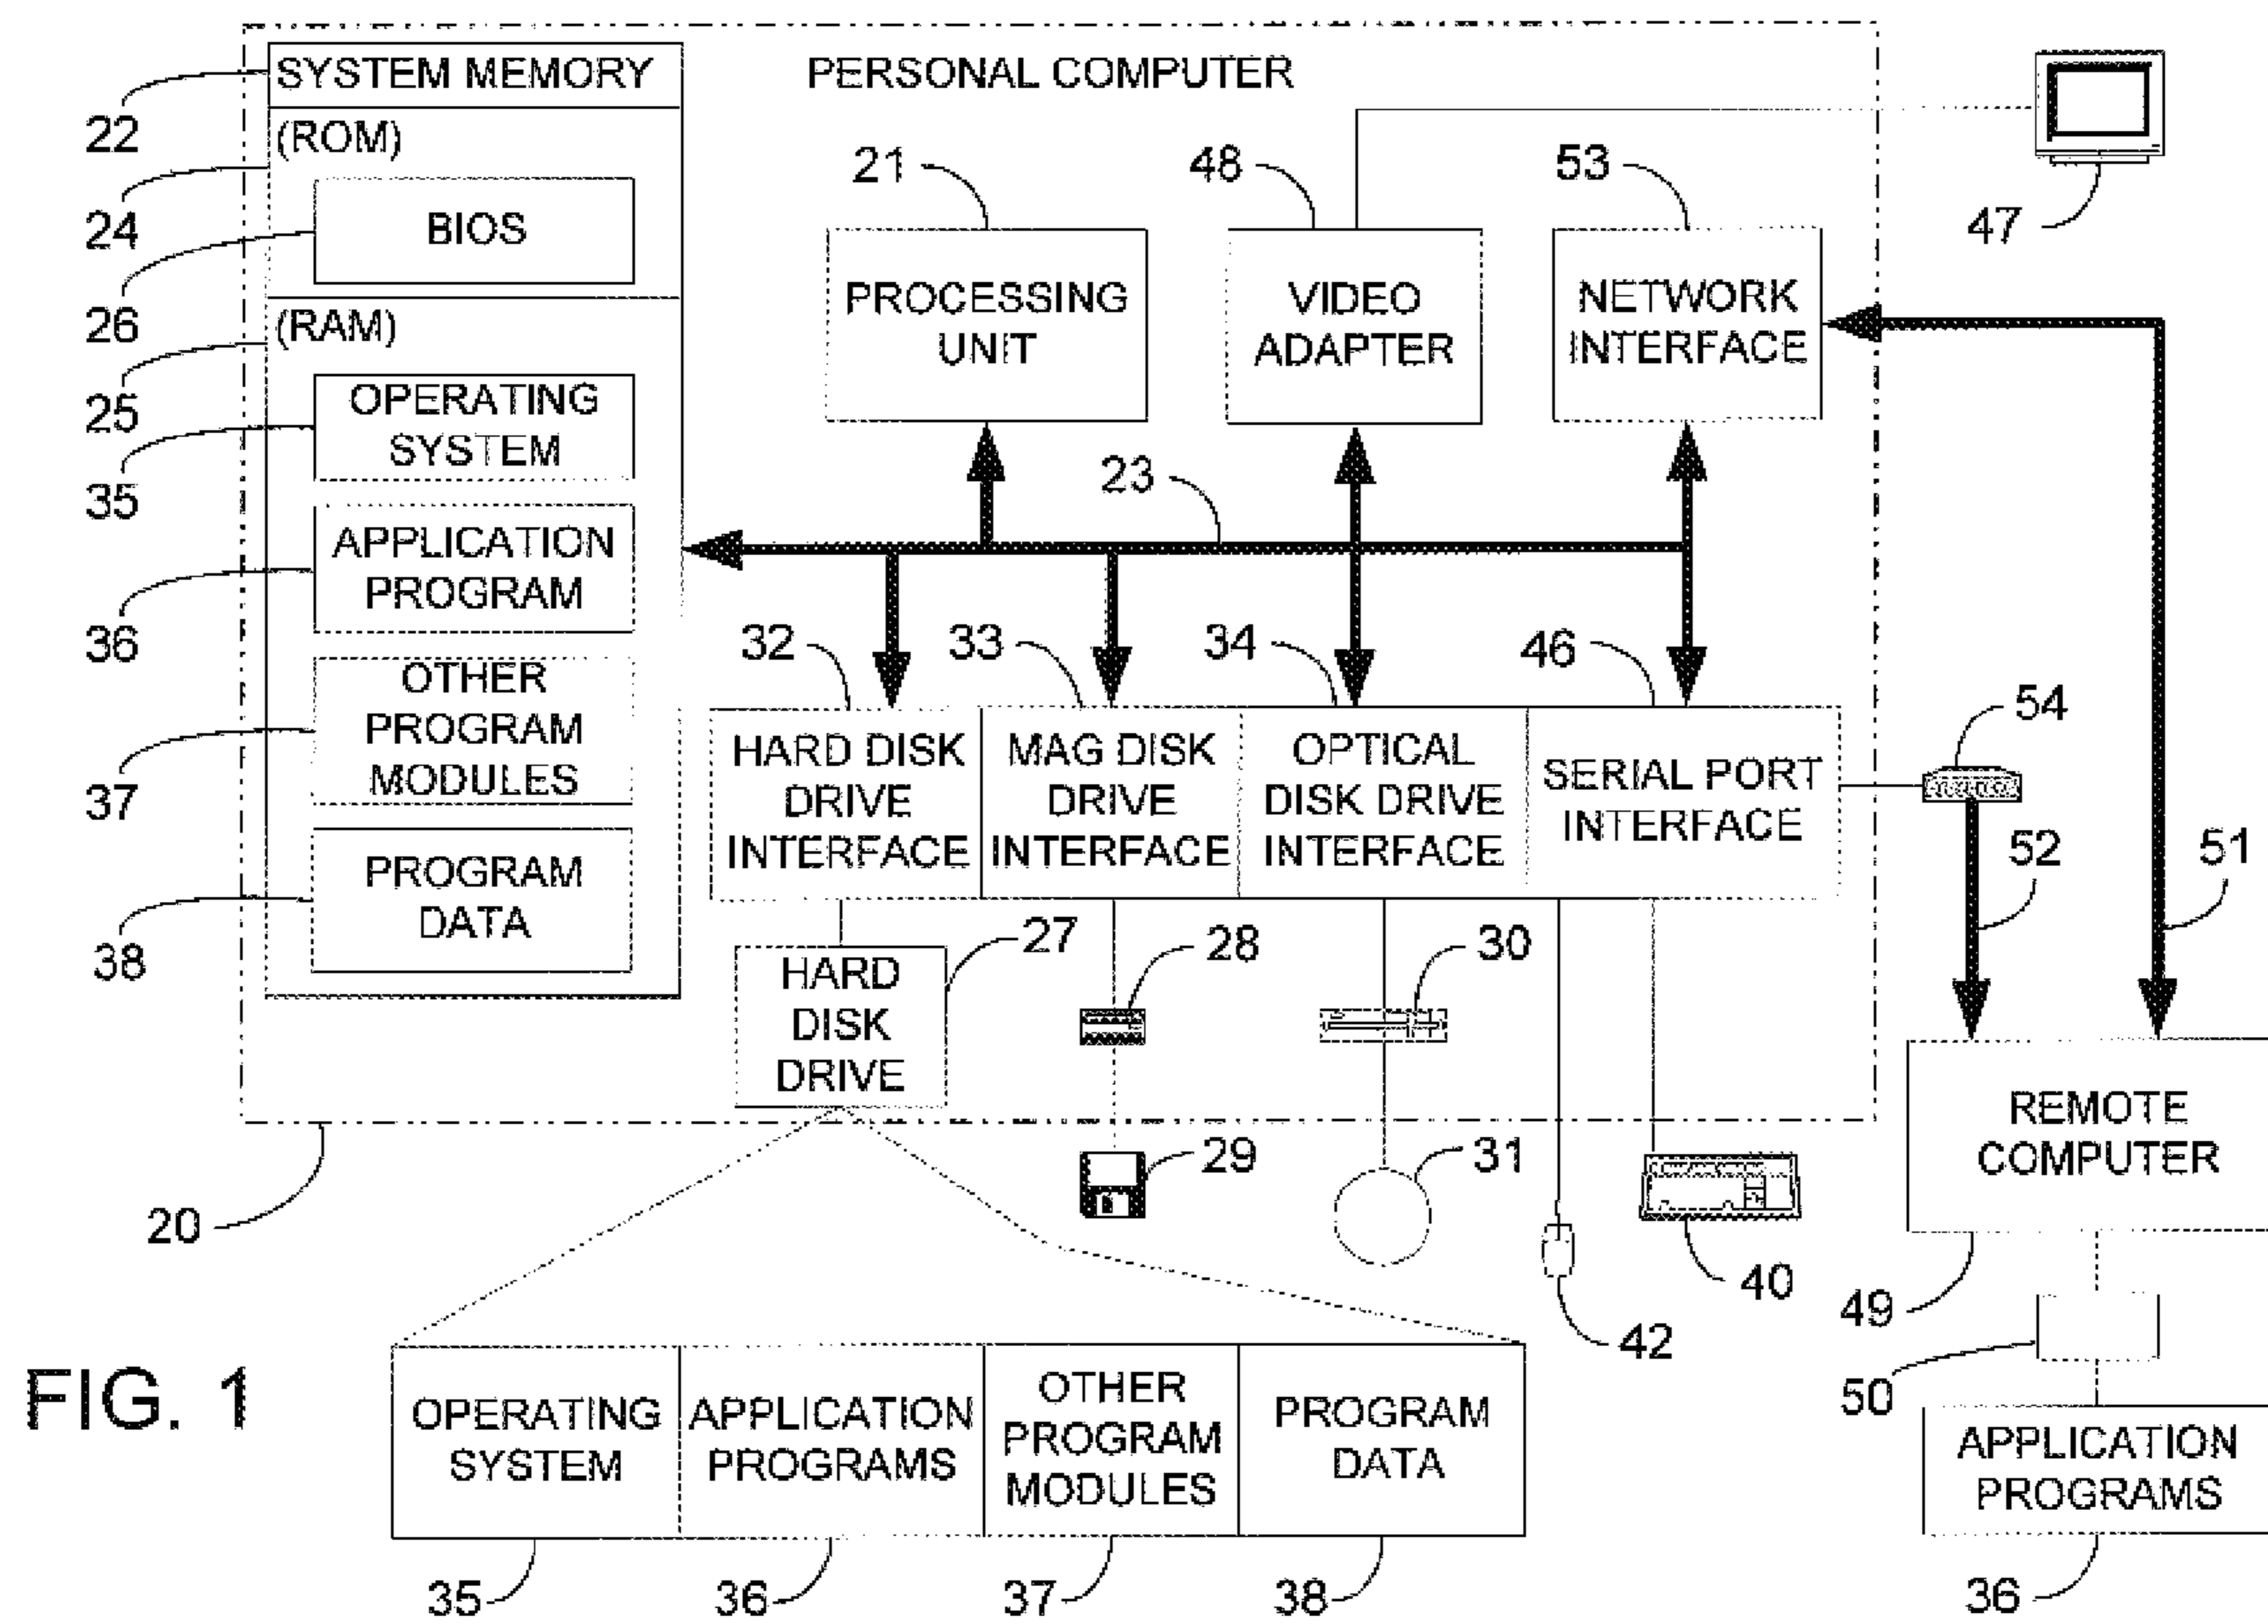 SYSTEM MEMORY
PERSONAL COMPUTER
22
(ROM)
24
BIOS
26
(RAM)
25
OPERATING
SYSTEM
35
APPLICATION
PROGRAM
36
OTHER
PROGRAM
MODULES
37
PROGRAM
DATA
38
21
PROCESSING
UNIT
48
VIDEO
ADAPTER
53
NETWORK
INTERFACE
47
23
32
33
34
46
HARD DISK
DRIVE
INTERFACE
MAG DISK
DRIVE
INTERFACE
OPTICAL
DISK DRIVE
INTERFACE
SERIAL PORT
INTERFACE
54
52
51
HARD
DISK
DRIVE
27
28
30
29
31
20
42
40
REMOTE
COMPUTER
49
50
APPLICATION
PROGRAMS
36
FIG. 1
OPERATING
SYSTEM
APPLICATION
PROGRAMS
OTHER
PROGRAM
MODULES
PROGRAM
DATA
35
36
37
38